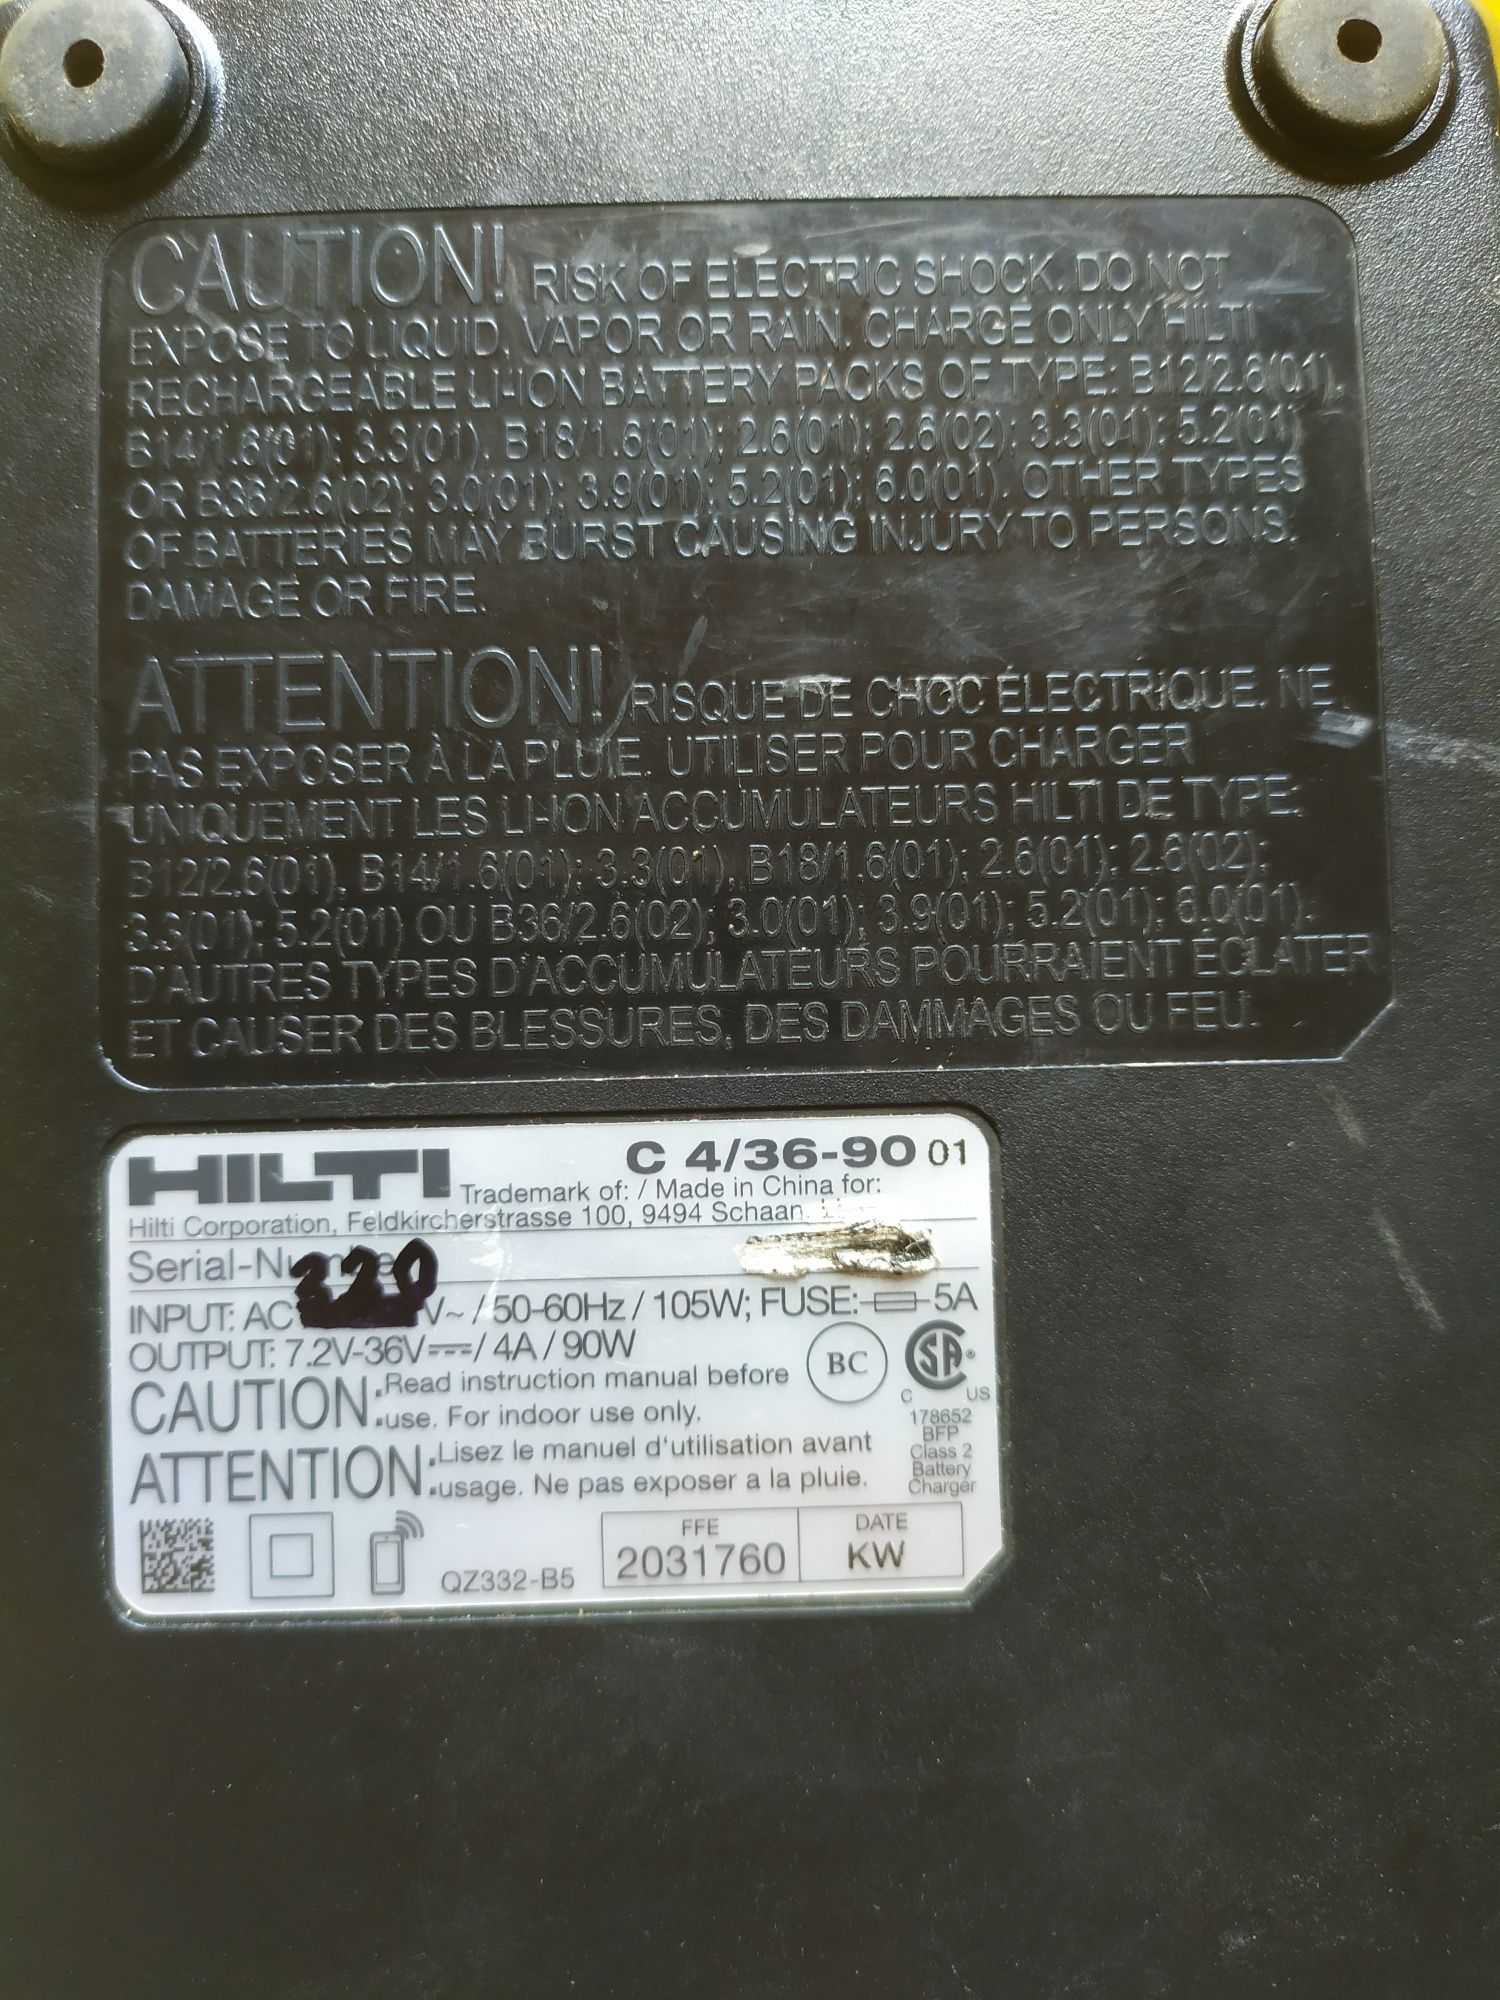 CAUTION! RISK OF ELECTRIC SHOCK. DO NOT
EXPOSE TO LIQUID, VAPOR OR RAIN. CHARGE ONLY HILTI
RECHARGEABLE LI-ION BATTERY PACKS OF TYPE: B12/2.6(01),
B14/1.6(01); 3.3(01), B18/1.6(01); 2.6(01); 2.6(02); 3.3(01); 5.2(01)
OR B36/2.6(02); 3.0(01); 3.9(01); 5.2(01); 6.0(01). OTHER TYPES
OF BATTERIES MAY BURST CAUSING INJURY TO PERSONS,
DAMAGE OR FIRE.
ATTENTION! RISQUE DE CHOC ÉLECTRIQUE. NE
PAS EXPOSER À LA PLUIE. UTILISER POUR CHARGER
UNIQUEMENT LES LI-ION ACCUMULATEURS HILTI DE TYPE:
B12/2.6(01), B14/1.6(01); 3.3(01), B18/1.6(01); 2.6(01); 2.6(02);
3.3(01); 5.2(01) OU B36/2.6(02); 3.0(01); 3.9(01); 5.2(01); 6.0(01).
D'AUTRES TYPES D'ACCUMULATEURS POURRAIENT ÉCLATER
ET CAUSER DES BLESSURES, DES DAMMAGES OU FEU.
HILTI C 4/36-90 01
Trademark of: / Made in China for:
Hilti Corporation, Feldkircherstrasse 100, 9494 Schaan,
Serial-Number
220
INPUT: AC V~ / 50-60Hz / 105W; FUSE: 5A
OUTPUT: 7.2V-36V / 4A / 90W
BC
CSA
C US
CAUTION: Read instruction manual before
use. For indoor use only.
ATTENTION: Lisez le manuel d'utilisation avant
usage. Ne pas exposer a la pluie.
178652
BFP
Class 2
Battery
Charger
QZ332-B5
FFE
2031760
DATE
KW